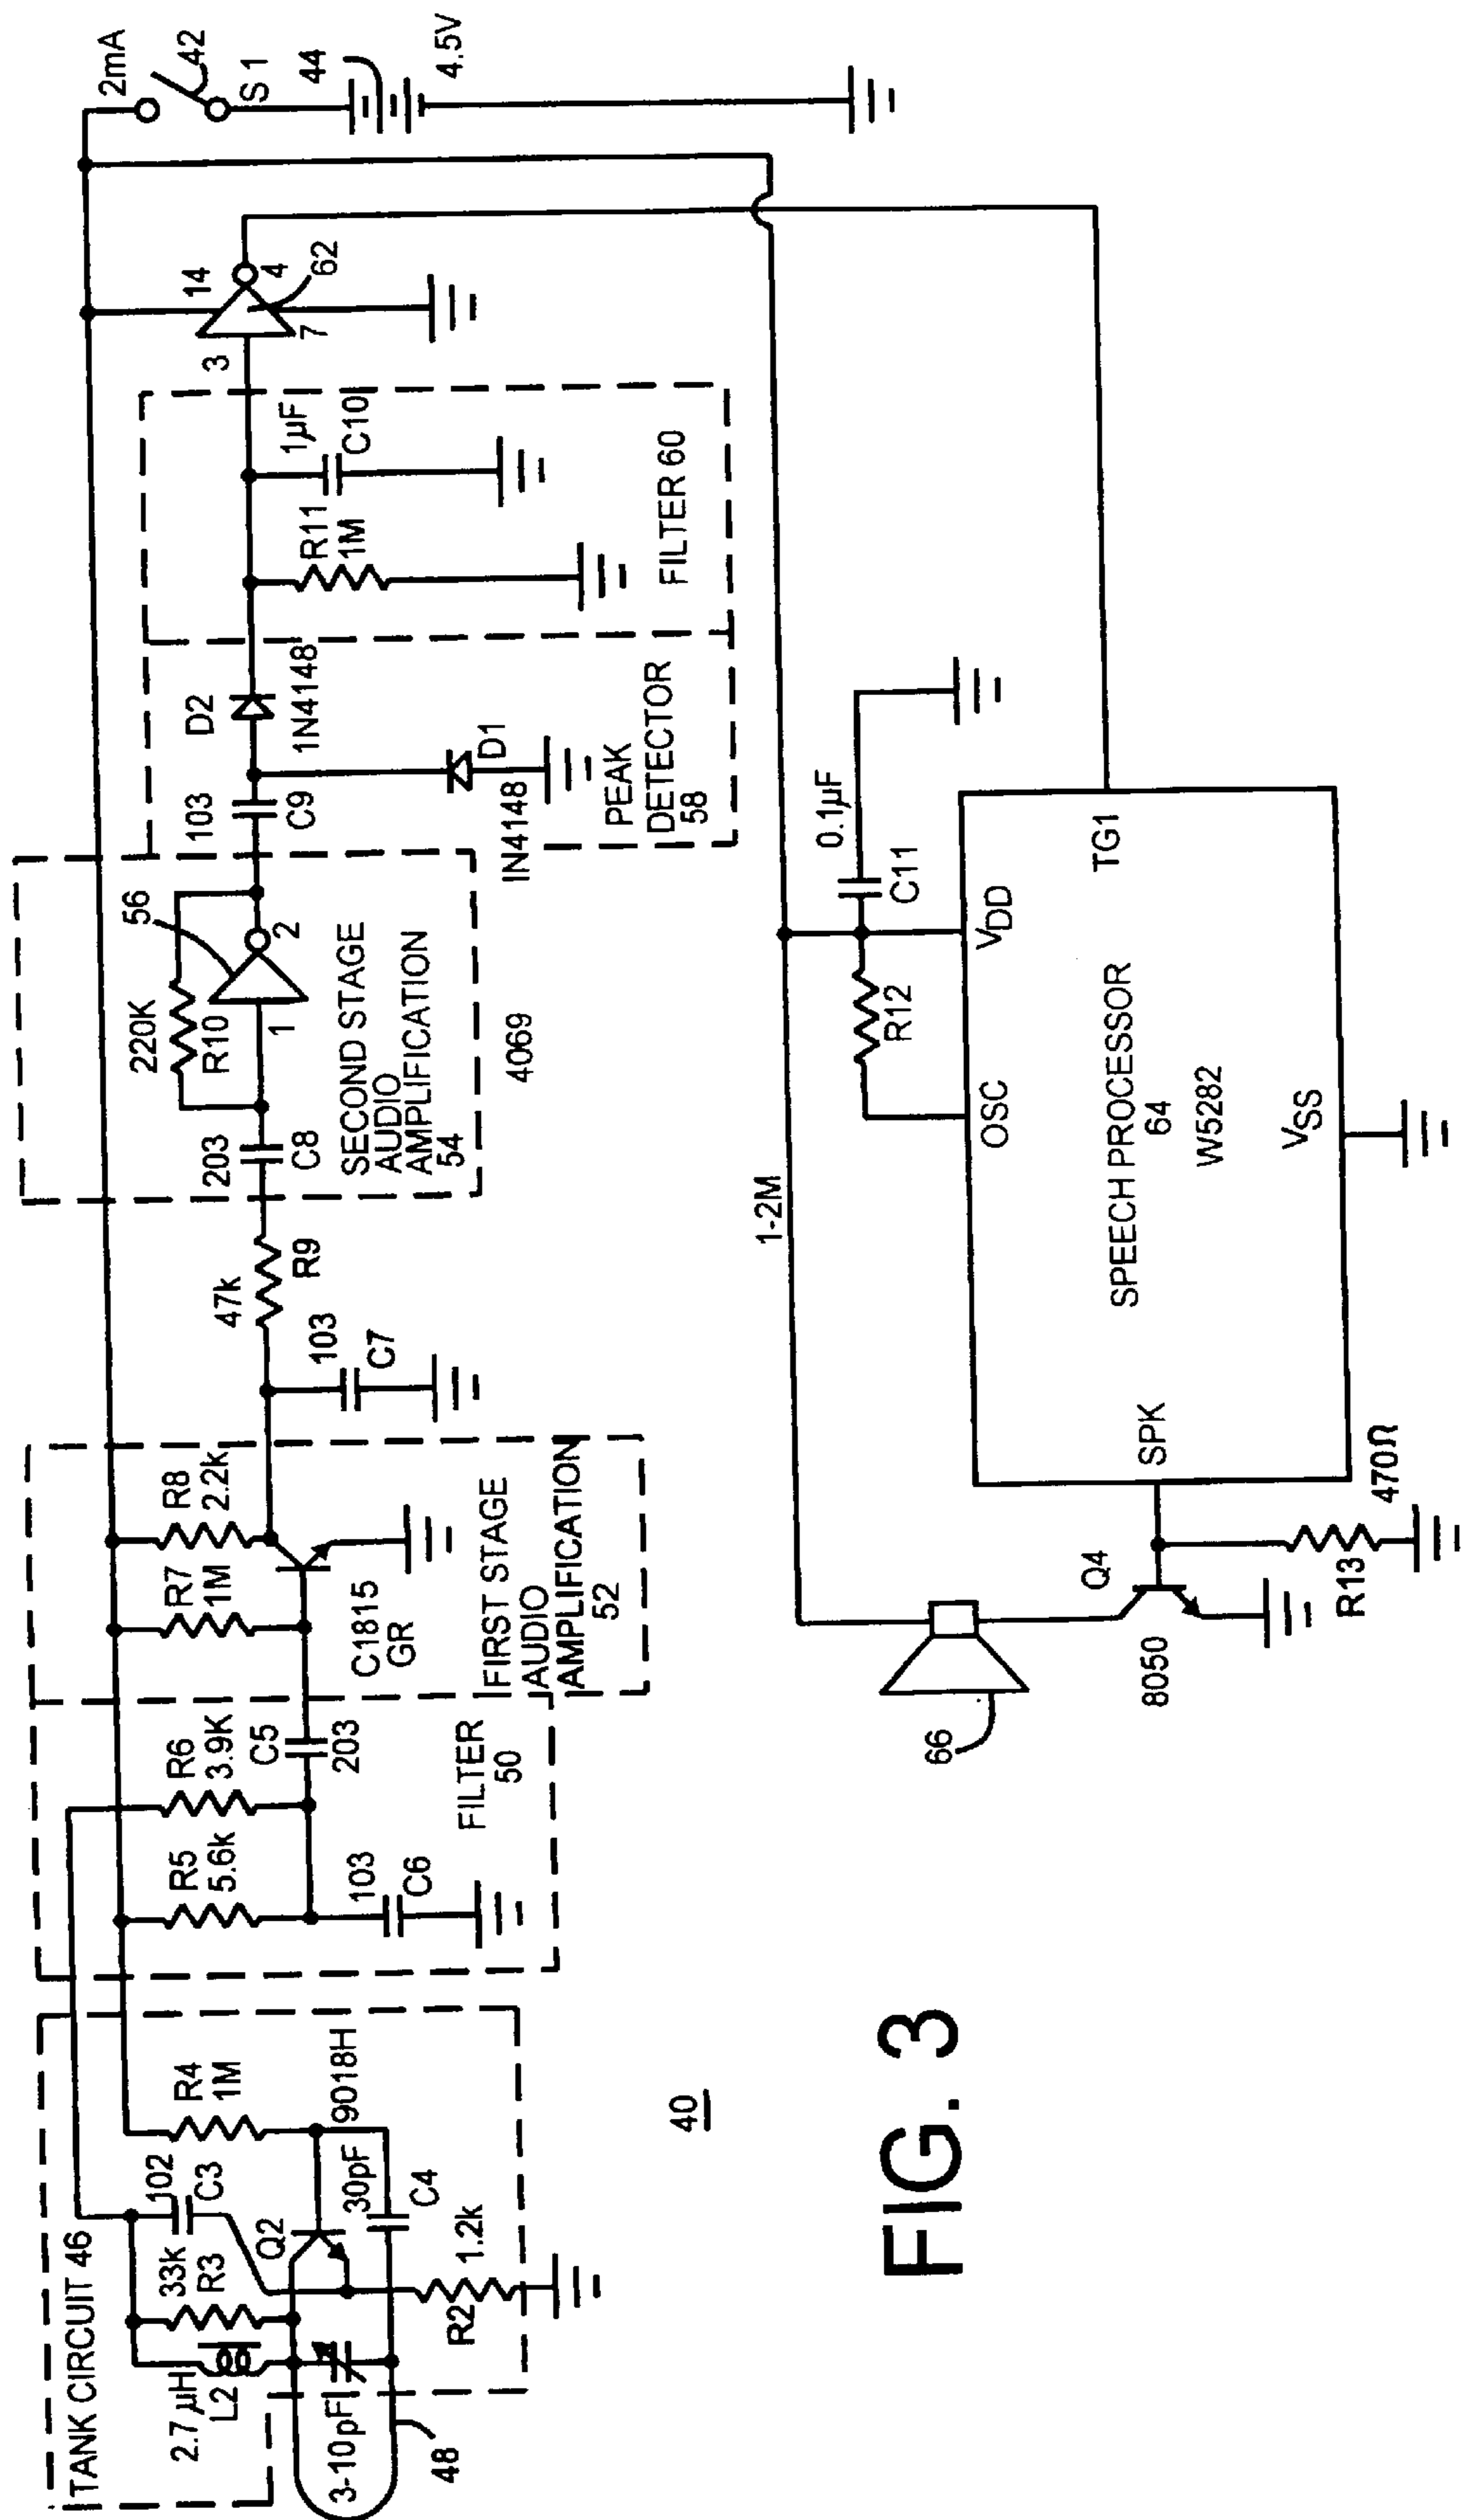 TANK CIRCUIT 46
2.7 µH
L2
33k
R3
102
C3
R4
1M
Q2
9018H
3-10 pF
30pF
C4
48
R2
1.2k
R5
5.6k
R6
3.9K
C5
203
103
C6
FILTER
50
R7
1M
R8
2.2k
C1815
GR
FIRST STAGE
AUDIO
AMPLIFICATION
52
103
C7
47k
R9
203
C8
220K
R10
56
1
2
SECOND STAGE
AUDIO
AMPLIFICATION
54
4069
103
C9
D2
1N4148
D1
IN4148
PEAK
DETECTOR
58
R11
1M
1µF
C10
FILTER 60
3
14
4
7
62
2mA
42
S1
44
4.5V
40
66
8050
Q4
1-2M
R12
0.1µF
C11
OSC
VDD
SPK
SPEECH PROCESSOR
64
W5282
TG1
VSS
R13
470Ω
FIG. 3